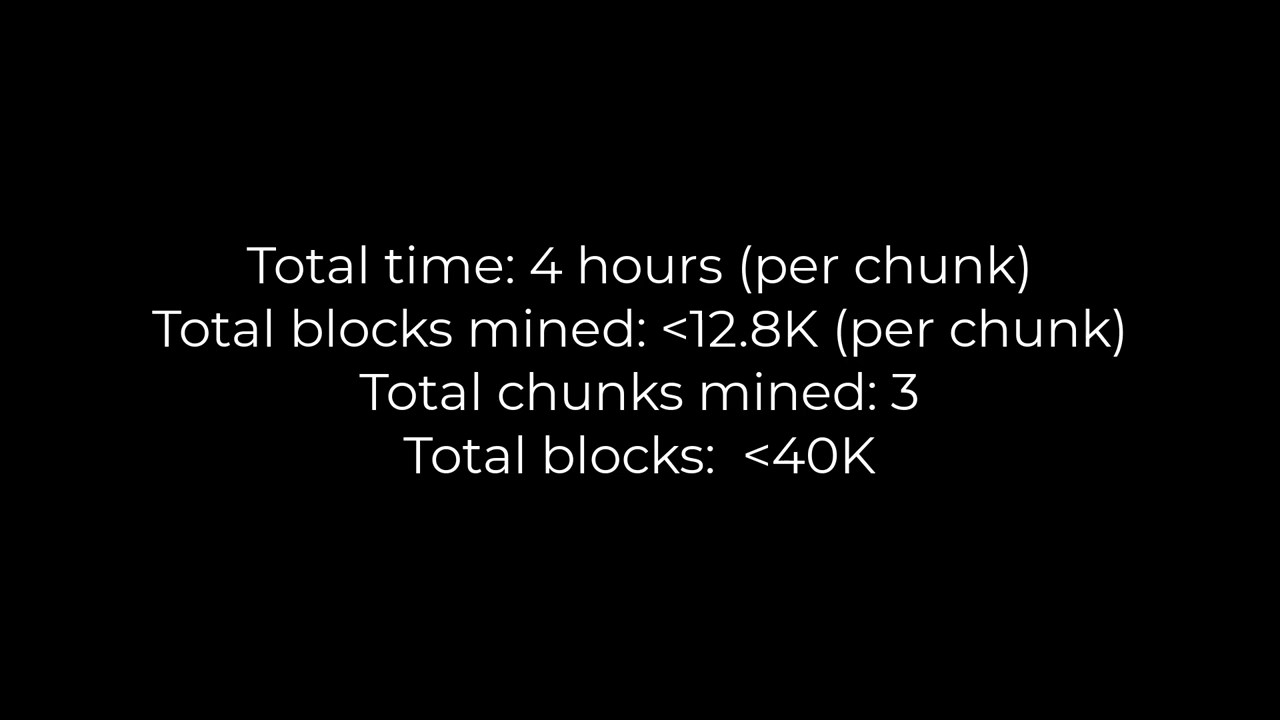 Total time: 4 hours (per chunk)
Total blocks mined: <12.8K (per chunk)
Total chunks mined: 3
Total blocks:  <40K